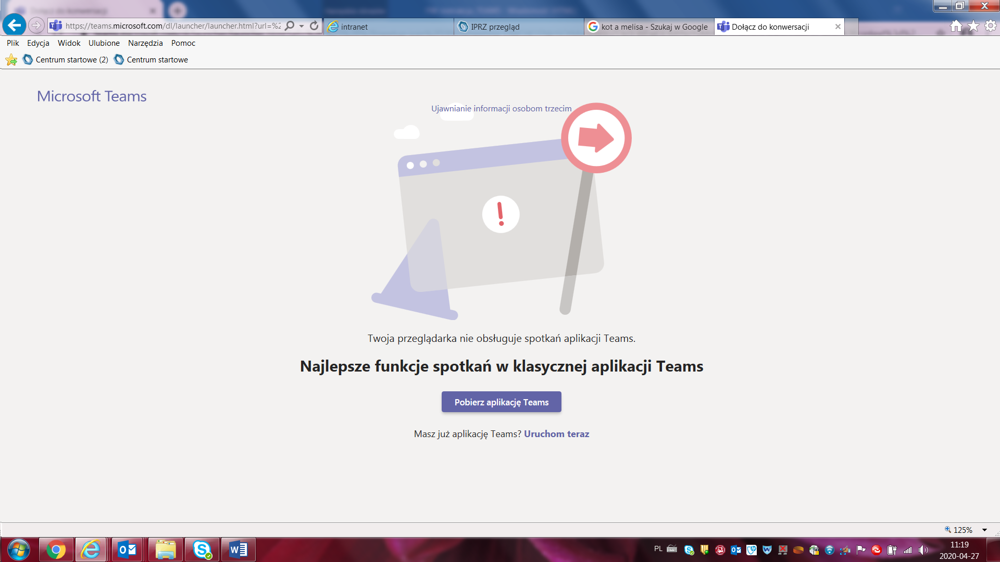 https://teams.microsoft.com/dl/launcher/launcher.html?url=%2
intranet
IPRZ przegląd
kot a melisa - Szukaj w Google
Dołącz do konwersacji
Plik Edycja Widok Ulubione Narzędzia Pomoc
Centrum startowe (2) Centrum startowe
Microsoft Teams
Ujawnianie informacji osobom trzecim
Twoja przeglądarka nie obsługuje spotkań aplikacji Teams.
Najlepsze funkcje spotkań w klasycznej aplikacji Teams
Pobierz aplikację Teams
Masz już aplikację Teams? Uruchom teraz
125%
PL
11:19
2020-04-27